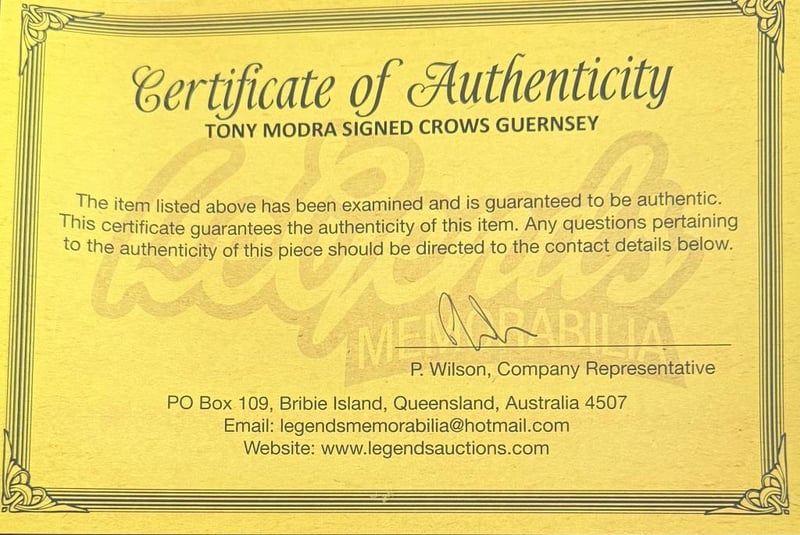 Certificate of Authenticity
TONY MODRA SIGNED CROWS GUERNSEY
The item listed above has been examined and is guaranteed to be authentic.
This certificate guarantees the authenticity of this item. Any questions pertaining
to the authenticity of this piece should be directed to the contact details below.
Legends
MEMORABILIA
P. Wilson, Company Representative
PO Box 109, Bribie Island, Queensland, Australia 4507
Email: legendsmemorabilia@hotmail.com
Website: www.legendsauctions.com